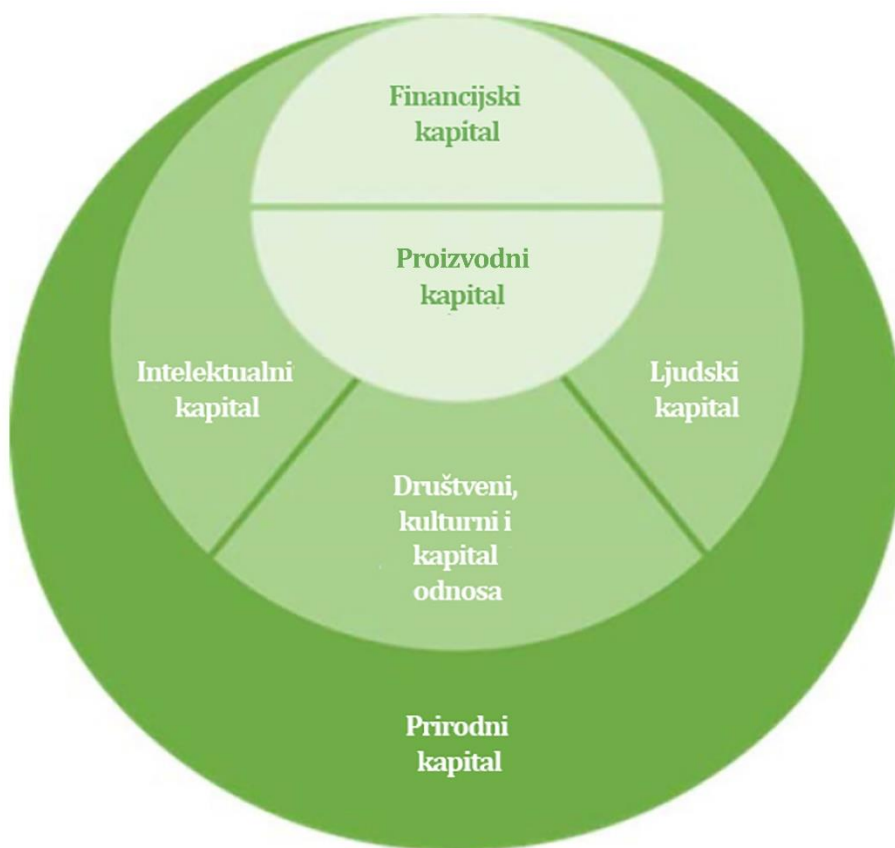 Financijski
kapital
Proizvodni
kapital
Intelektualni
kapital
Ljudski
kapital
Društveni,
kulturni i
kapital
odnosa
Prirodni
kapital